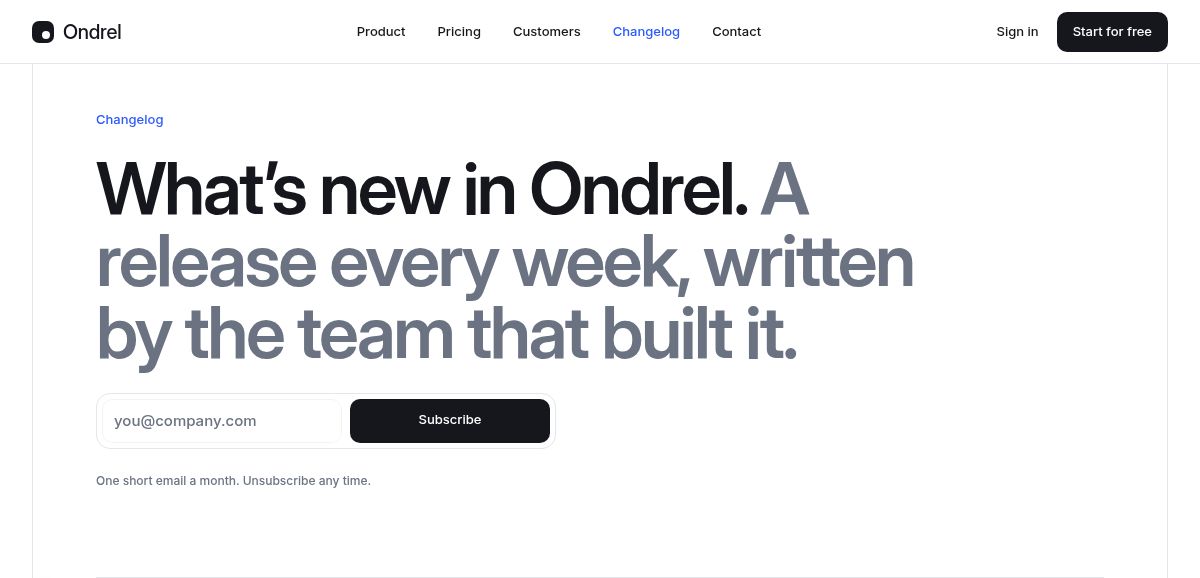 Ondrel
Product
Pricing
Customers
Changelog
Contact
Sign in
Start for free
Changelog
What’s new in Ondrel. A
release every week, written
by the team that built it.
you@company.com
Subscribe
One short email a month. Unsubscribe any time.